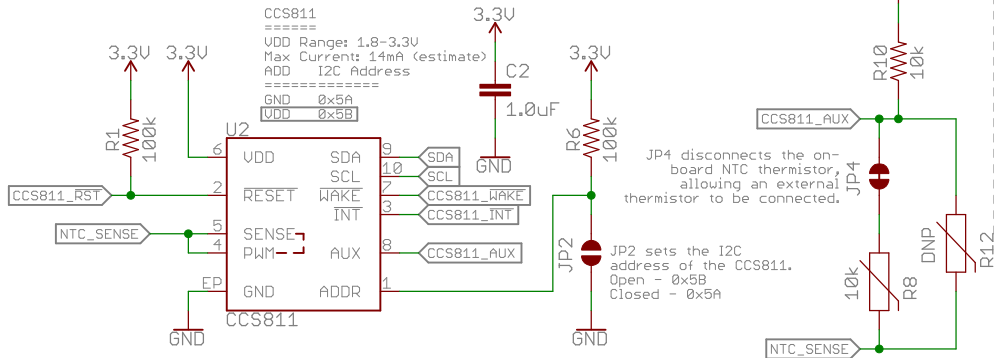 CCS811
======
VDD Range: 1.8-3.3V
Max Current: 14mA (estimate)
ADD I2C Address
=============
GND 0x5A
VDD 0x5B
3.3V
3.3V
3.3V
3.3V
C2
1.0uF
GND
R1
100k
R6
100k
R10
10k
U2
6 VDD
2 RESET
5 SENSE
4 PWM
EP GND
SDA 9
SCL 10
WAKE 7
INT 3
AUX 8
ADDR 1
CCS811
CCS811_RST
NTC_SENSE
SDA
SCL
CCS811_WAKE
CCS811_INT
CCS811_AUX
GND
JP2
GND
JP2 sets the I2C
address of the CCS811.
Open - 0x5B
Closed - 0x5A
CCS811_AUX
JP4 disconnects the on-
board NTC thermistor,
allowing an external
thermistor to be connected.
JP4
10k
R8
DNP
R12
NTC_SENSE